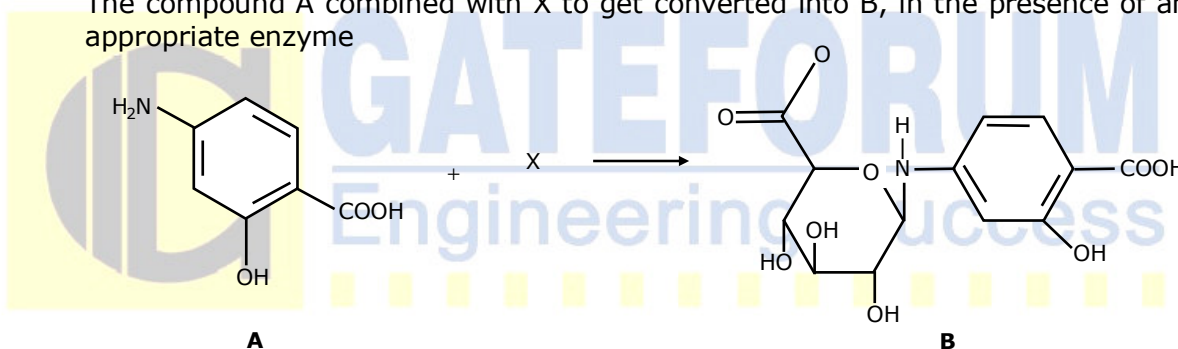 The compound A combined with X to get converted into B, in the presence of an
appropriate enzyme
GATEFORUM
Engineering Success
H₂N
COOH
OH
+
X
O
O
O
H
N
COOH
OH
HO
OH
OH
A
B